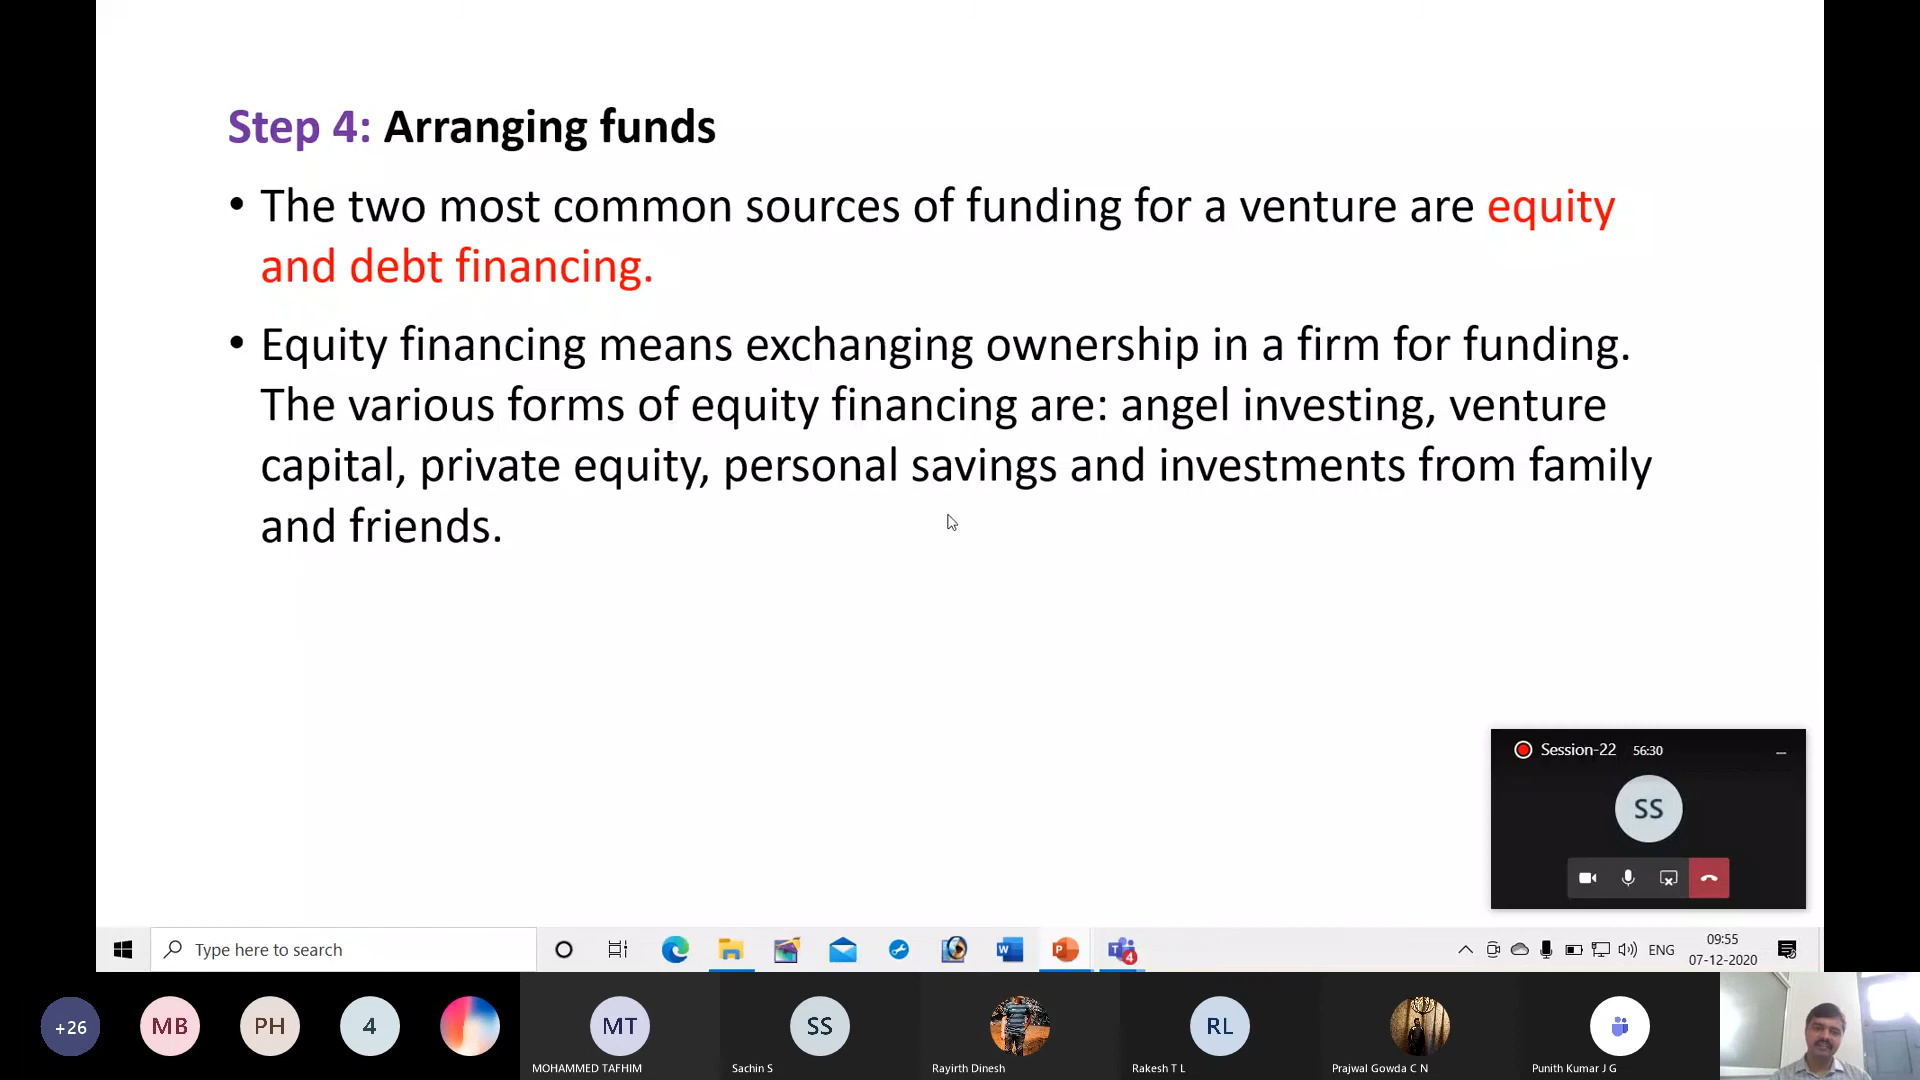 Step 4: Arranging funds
• The two most common sources of funding for a venture are equity
and debt financing.
• Equity financing means exchanging ownership in a firm for funding.
The various forms of equity financing are: angel investing, venture
capital, private equity, personal savings and investments from family
and friends.
Session-22 56:30
SS
Type here to search
W
P
T
4
ENG
09:55
07-12-2020
+26
MB
PH
4
MT
SS
RL
MOHAMMED TAFHIM
Sachin S
Rayirth Dinesh
Rakesh T L
Prajwal Gowda C N
Punith Kumar J G